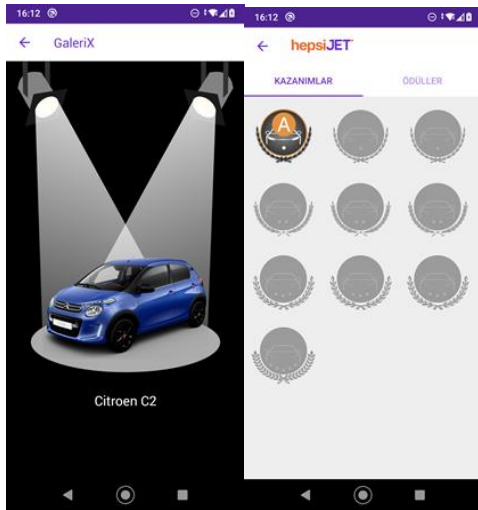 16:12
GaleriX
Citroen C2
16:12
hepsiJET
KAZANIMLAR
ÖDÜLLER
A